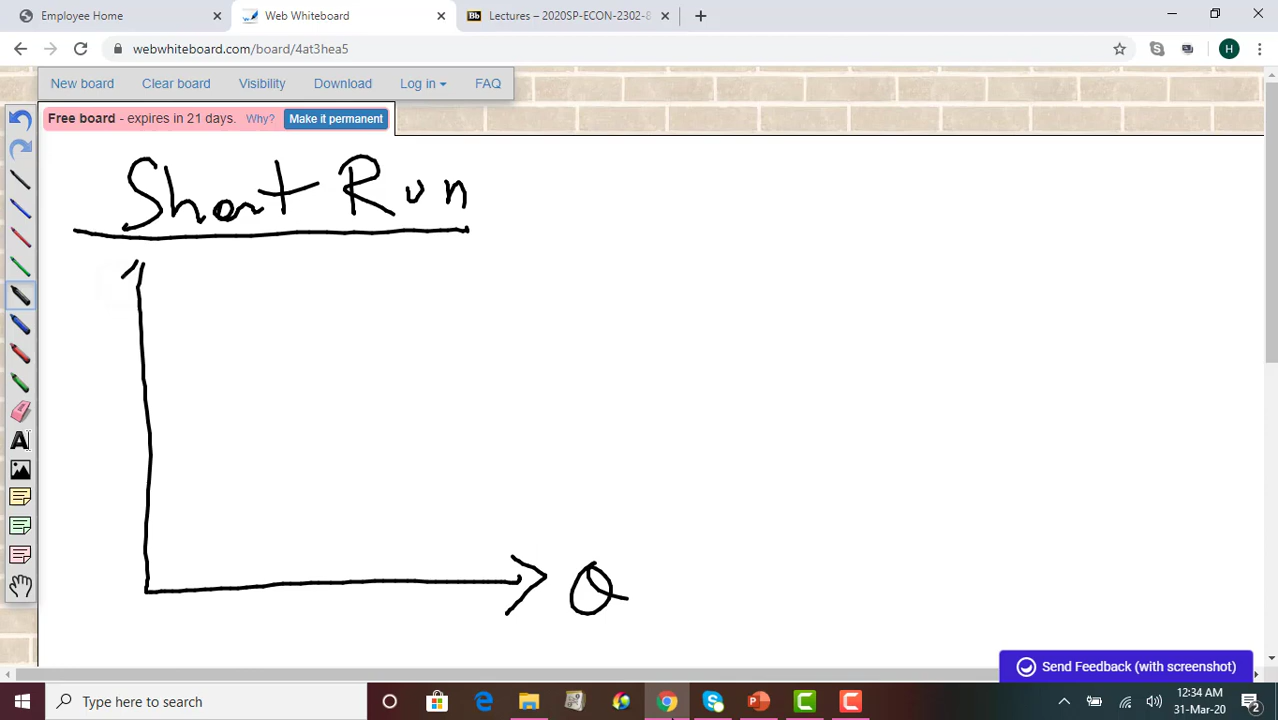 Employee Home
Web Whiteboard
Lectures – 2020SP-ECON-2302-8
webwhiteboard.com/board/4at3hea5
H
New board Clear board Visibility Download Log in FAQ
Free board - expires in 21 days. Why? Make it permanent
Short Run
A
Q
Send Feedback (with screenshot)
Type here to search
12:34 AM
31-Mar-20
2